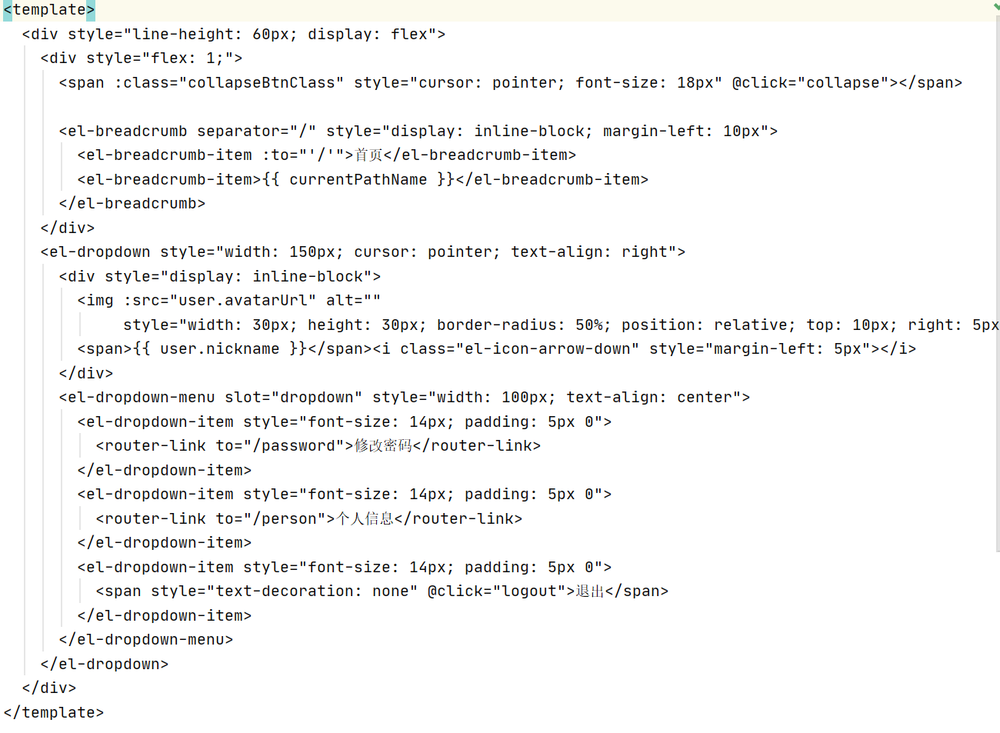 <template>
  <div style="line-height: 60px; display: flex">
    <div style="flex: 1;">
      <span :class="collapseBtnClass" style="cursor: pointer; font-size: 18px" @click="collapse"></span>

      <el-breadcrumb separator="/" style="display: inline-block; margin-left: 10px">
        <el-breadcrumb-item :to="'/'">首页</el-breadcrumb-item>
        <el-breadcrumb-item>{{ currentPathName }}</el-breadcrumb-item>
      </el-breadcrumb>
    </div>
    <el-dropdown style="width: 150px; cursor: pointer; text-align: right">
      <div style="display: inline-block">
        <img :src="user.avatarUrl" alt=""
             style="width: 30px; height: 30px; border-radius: 50%; position: relative; top: 10px; right: 5px
        <span>{{ user.nickname }}</span><i class="el-icon-arrow-down" style="margin-left: 5px"></i>
      </div>
      <el-dropdown-menu slot="dropdown" style="width: 100px; text-align: center">
        <el-dropdown-item style="font-size: 14px; padding: 5px 0">
          <router-link to="/password">修改密码</router-link>
        </el-dropdown-item>
        <el-dropdown-item style="font-size: 14px; padding: 5px 0">
          <router-link to="/person">个人信息</router-link>
        </el-dropdown-item>
        <el-dropdown-item style="font-size: 14px; padding: 5px 0">
          <span style="text-decoration: none" @click="logout">退出</span>
        </el-dropdown-item>
      </el-dropdown-menu>
    </el-dropdown>
  </div>
</template>